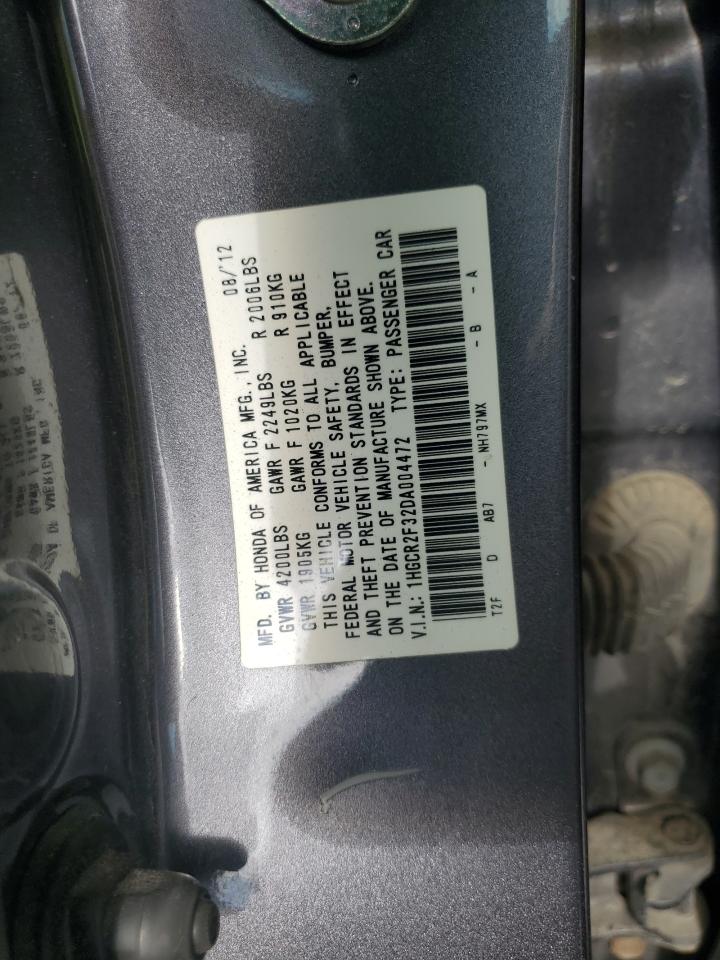 MFD. BY HONDA OF AMERICA MFG., INC. 08/'12
GVWR 4200LBS GAWR F 2249LBS R 2006LBS
GVWR 1905KG GAWR F 1020KG R 910KG
THIS VEHICLE CONFORMS TO ALL APPLICABLE
FEDERAL MOTOR VEHICLE SAFETY, BUMPER,
AND THEFT PREVENTION STANDARDS IN EFFECT
ON THE DATE OF MANUFACTURE SHOWN ABOVE.
V.I.N.: 1HGCR2F32DA004472 TYPE: PASSENGER CAR
T2F D AB7 - NH797MX - B - A